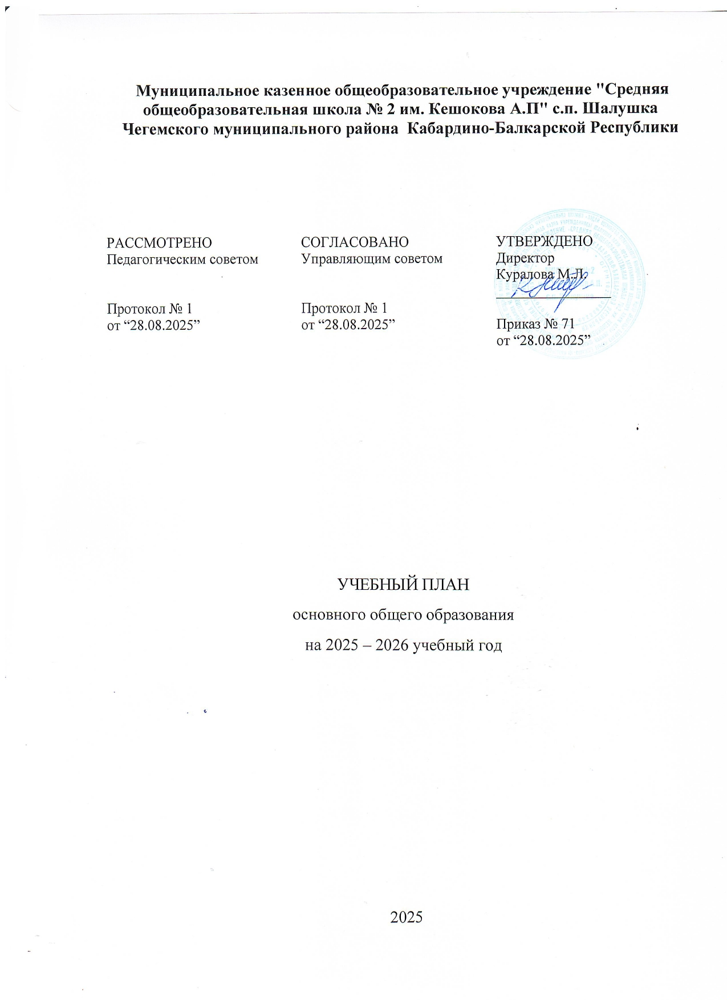 Муниципальное казенное общеобразовательное учреждение "Средняя
общеобразовательная школа № 2 им. Кешокова А.П" с.п. Шалушка
Чегемского муниципального района Кабардино-Балкарской Республики
РАССМОТРЕНО
Педагогическим советом
Протокол № 1
от “28.08.2025”
СОГЛАСОВАНО
Управляющим советом
Протокол № 1
от “28.08.2025”
УТВЕРЖДЕНО
Директор
Куралова М.Л.
Приказ № 71
от “28.08.2025”
УЧЕБНЫЙ ПЛАН
основного общего образования
на 2025 – 2026 учебный год
2025